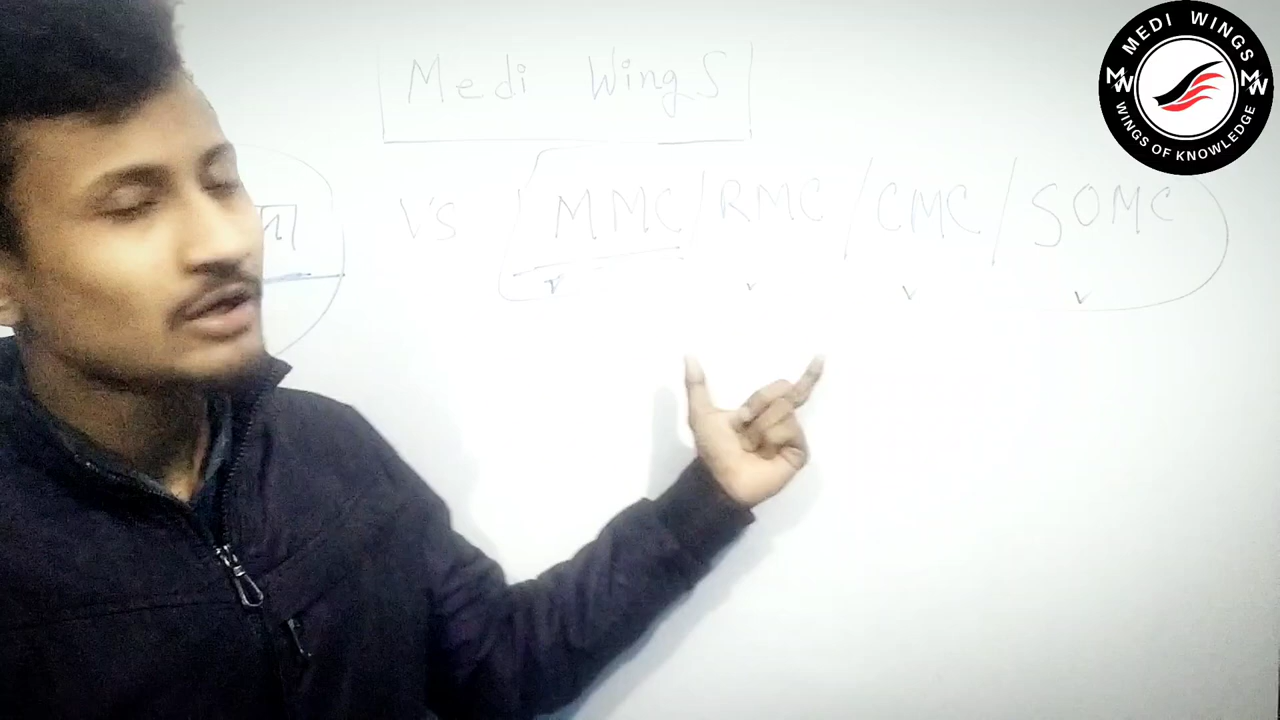 Medi WingS
VS MMC / RMC / CMC / SOMC
MEDI WINGS
MW MW
WINGS OF KNOWLEDGE